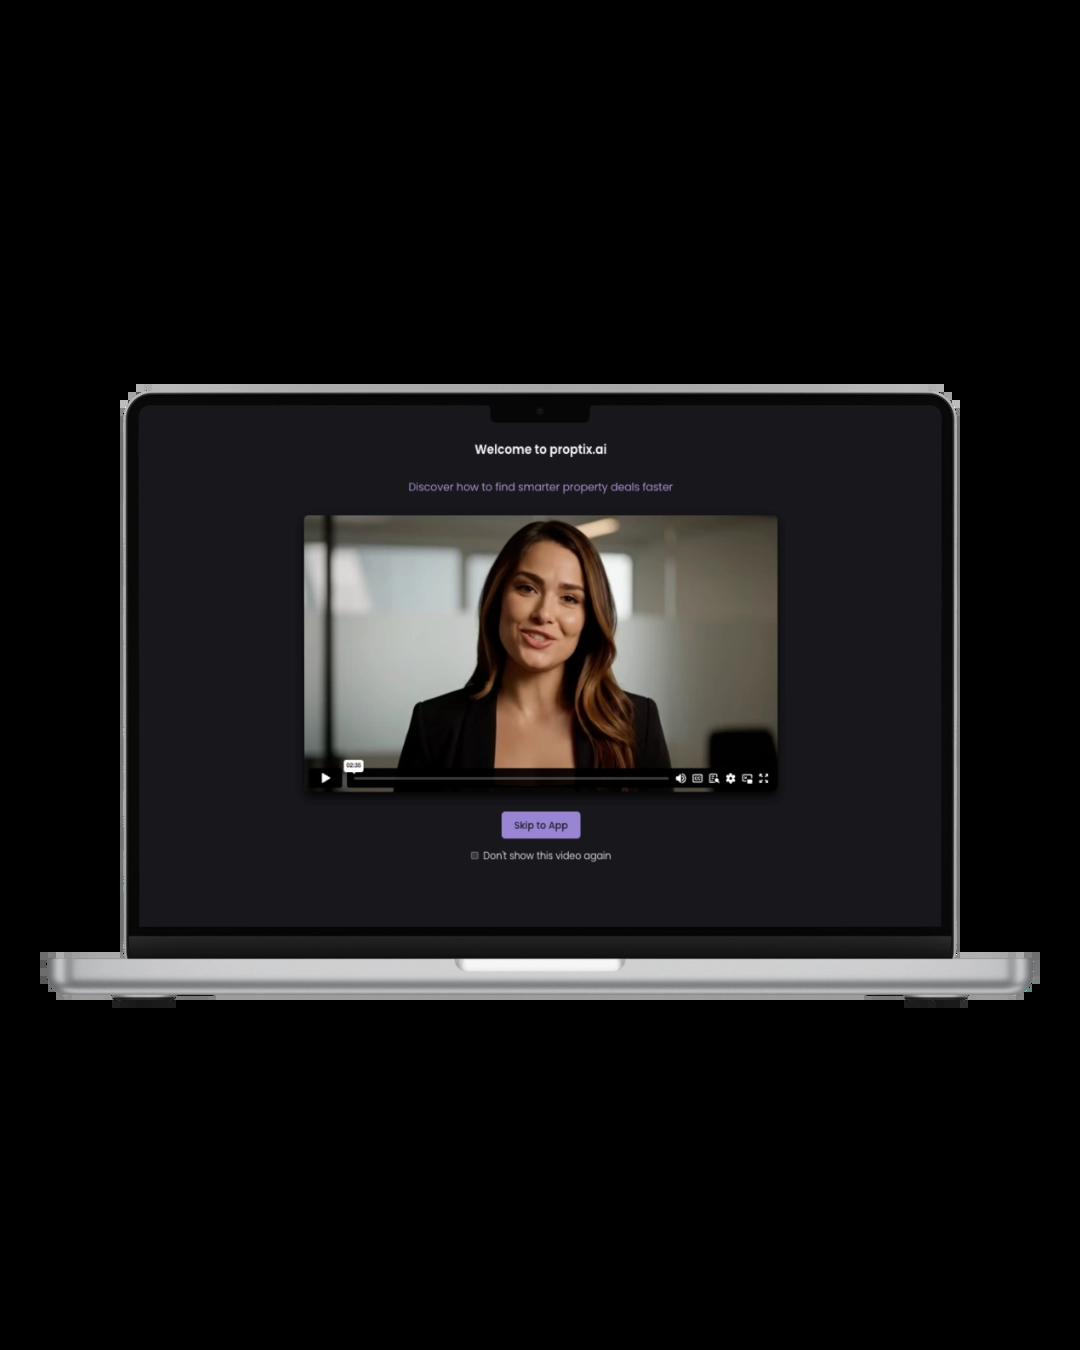 Welcome to proptix.ai
Discover how to find smarter property deals faster
02:35
CC
Skip to App
Don't show this video again